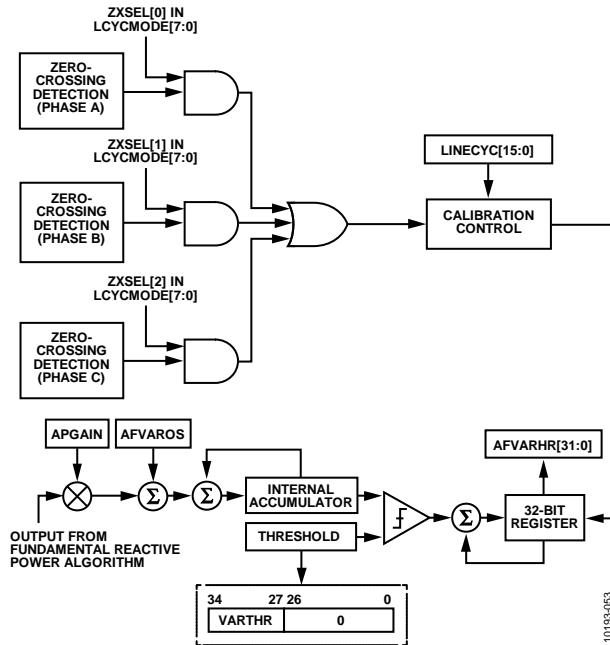 ZXSEL[0] IN
LCYCMODE[7:0]
ZERO-
CROSSING
DETECTION
(PHASE A)
ZXSEL[1] IN
LCYCMODE[7:0]
ZERO-
CROSSING
DETECTION
(PHASE B)
LINECYC[15:0]
CALIBRATION
CONTROL
ZXSEL[2] IN
LCYCMODE[7:0]
ZERO-
CROSSING
DETECTION
(PHASE C)
APGAIN
AFVAROS
AFVARHR[31:0]
Σ
Σ
INTERNAL
ACCUMULATOR
Σ
32-BIT
REGISTER
OUTPUT FROM
FUNDAMENTAL REACTIVE
POWER ALGORITHM
THRESHOLD
34 27 26 0
VARTHR 0
10193-053